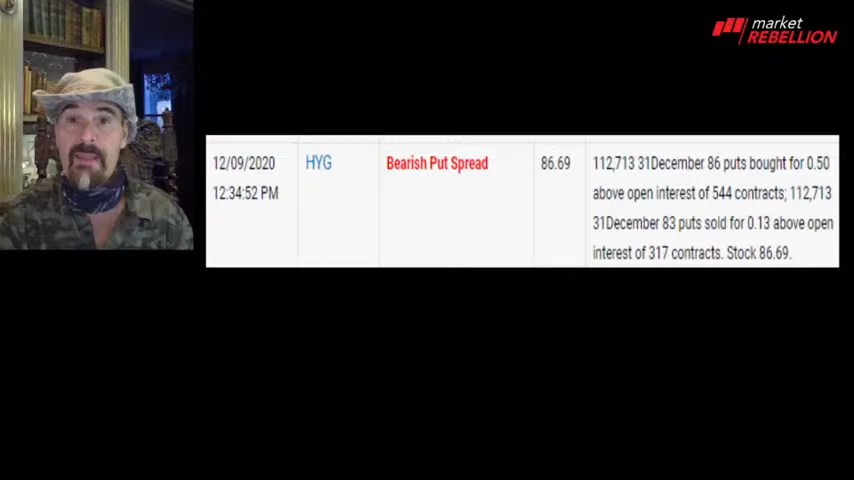 market
REBELLION
12/09/2020 HYG Bearish Put Spread 86.69 112,713 31December 86 puts bought for 0.50
12:34:52 PM above open interest of 544 contracts; 112,713
31December 83 puts sold for 0.13 above open
interest of 317 contracts. Stock 86.69.